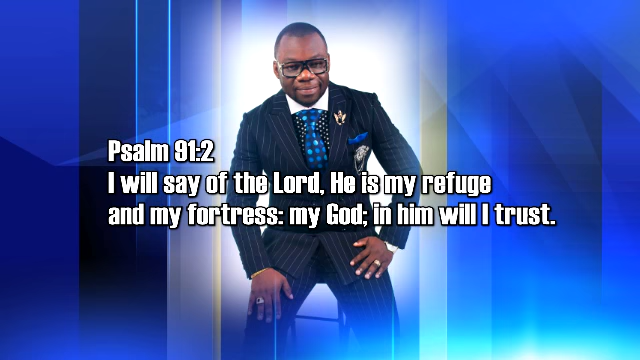 Psalm 91:2
I will say of the Lord, He is my refuge
and my fortress: my God; in him will I trust.